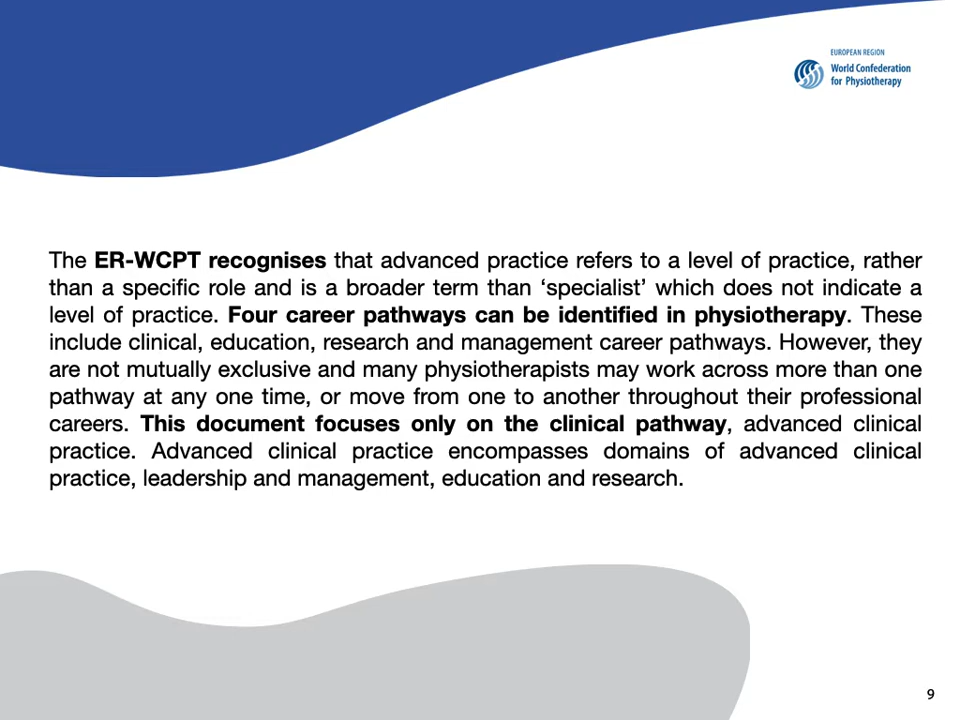 EUROPEAN REGION
World Confederation
for Physiotherapy
The ER-WCPT recognises that advanced practice refers to a level of practice, rather
than a specific role and is a broader term than ‘specialist’ which does not indicate a
level of practice. Four career pathways can be identified in physiotherapy. These
include clinical, education, research and management career pathways. However, they
are not mutually exclusive and many physiotherapists may work across more than one
pathway at any one time, or move from one to another throughout their professional
careers. This document focuses only on the clinical pathway, advanced clinical
practice. Advanced clinical practice encompasses domains of advanced clinical
practice, leadership and management, education and research.
9